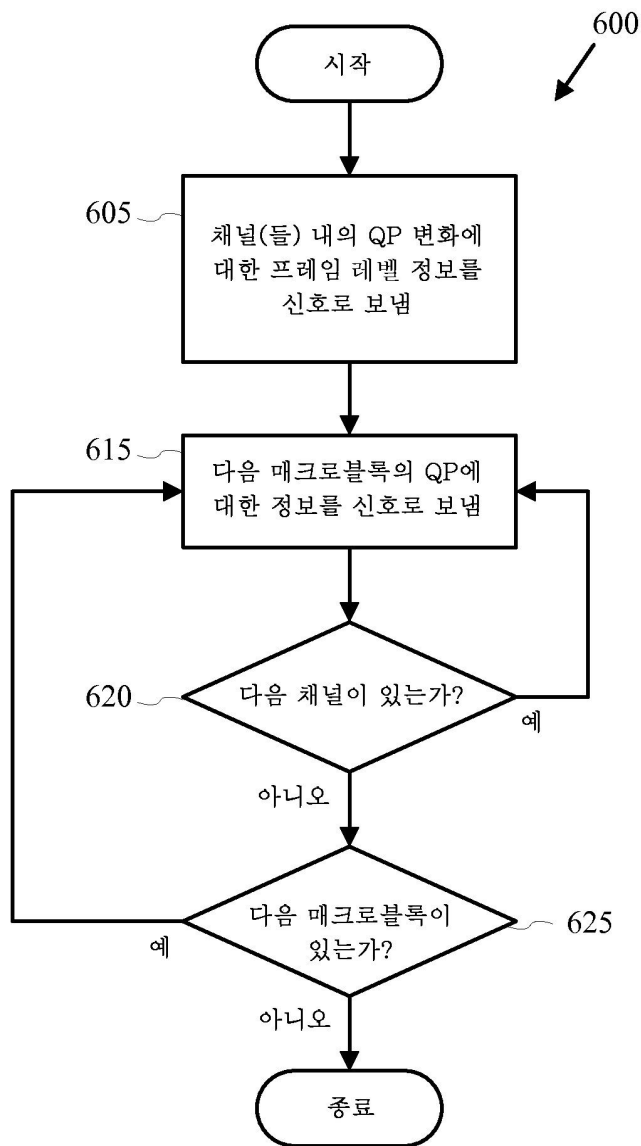 600
시작
605
채널(들) 내의 QP 변화에
대한 프레임 레벨 정보를
신호로 보냄
615
다음 매크로블록의 QP에
대한 정보를 신호로 보냄
620
다음 채널이 있는가?
예
아니오
다음 매크로블록이
있는가?
625
예
아니오
종료